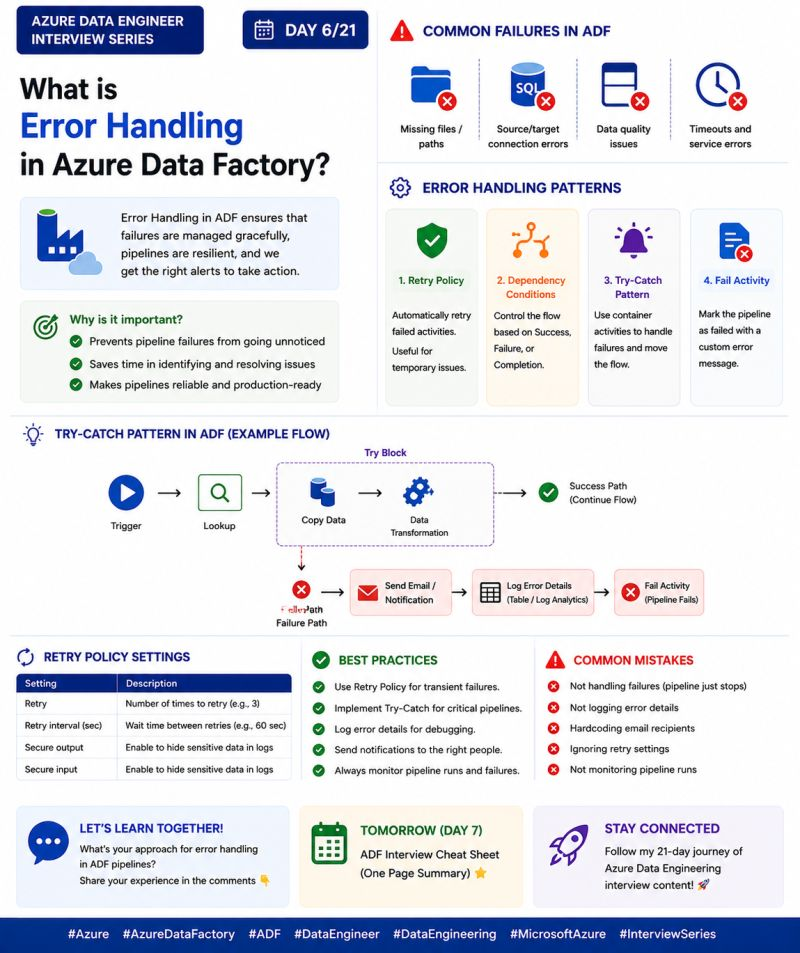 AZURE DATA ENGINEER
INTERVIEW SERIES
DAY 6/21
What is
Error Handling
in Azure Data Factory?
Error Handling in ADF ensures that
failures are managed gracefully,
pipelines are resilient, and we
get the right alerts to take action.
Why is it important?
Prevents pipeline failures from going unnoticed
Saves time in identifying and resolving issues
Makes pipelines reliable and production-ready
COMMON FAILURES IN ADF
SQL
Missing files /
paths
Source/target
connection errors
Data quality
issues
Timeouts and
service errors
ERROR HANDLING PATTERNS
1. Retry Policy
Automatically retry
failed activities.
Useful for
temporary issues.
2. Dependency
Conditions
Control the flow
based on Success,
Failure, or
Completion.
3. Try-Catch
Pattern
Use container
activities to handle
failures and move
the flow.
4. Fail Activity
Mark the pipeline
as failed with a
custom error
message.
TRY-CATCH PATTERN IN ADF (EXAMPLE FLOW)
Try Block
Trigger
Lookup
Copy Data
Data
Transformation
Success Path
(Continue Flow)
Failure Path
Send Email /
Notification
Log Error Details
(Table / Log Analytics)
Fail Activity
(Pipeline Fails)
RETRY POLICY SETTINGS
Setting Description
Retry Number of times to retry (e.g., 3)
Retry interval (sec) Wait time between retries (e.g., 60 sec)
Secure output Enable to hide sensitive data in logs
Secure input Enable to hide sensitive data in logs
BEST PRACTICES
Use Retry Policy for transient failures.
Implement Try-Catch for critical pipelines.
Log error details for debugging.
Send notifications to the right people.
Always monitor pipeline runs and failures.
COMMON MISTAKES
Not handling failures (pipeline just stops)
Not logging error details
Hardcoding email recipients
Ignoring retry settings
Not monitoring pipeline runs
LET'S LEARN TOGETHER!
What's your approach for error handling
in ADF pipelines?
Share your experience in the comments 👇
TOMORROW (DAY 7)
ADF Interview Cheat Sheet
(One Page Summary) ⭐
STAY CONNECTED
Follow my 21-day journey of
Azure Data Engineering
interview content! 🚀
#Azure #AzureDataFactory #ADF #DataEngineer #DataEngineering #MicrosoftAzure #InterviewSeries